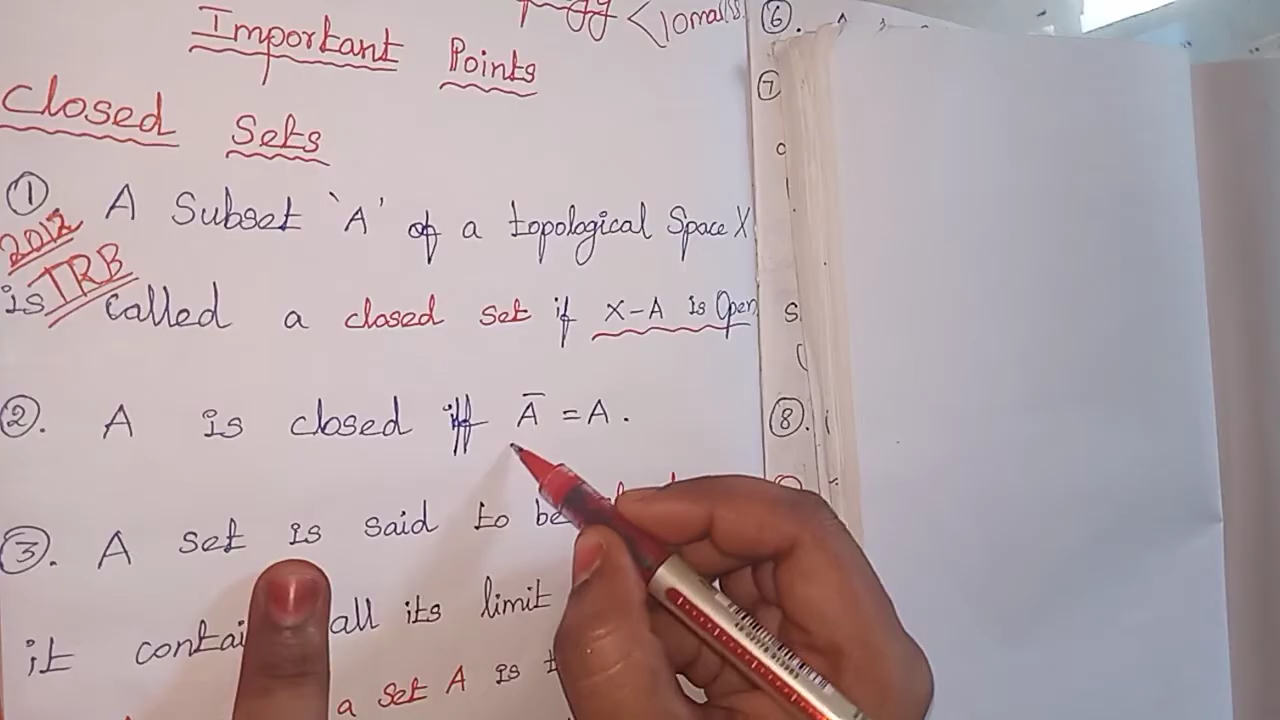 Important Points
<10marks.
Closed Sets
① A Subset 'A' of a topological Space X
2012
TRB
is called a closed set if X-A is Open
②. A is closed iff A̅ = A.
③. A set is said to be
it all its limit
a set A is
⑥.
⑦
⑧.